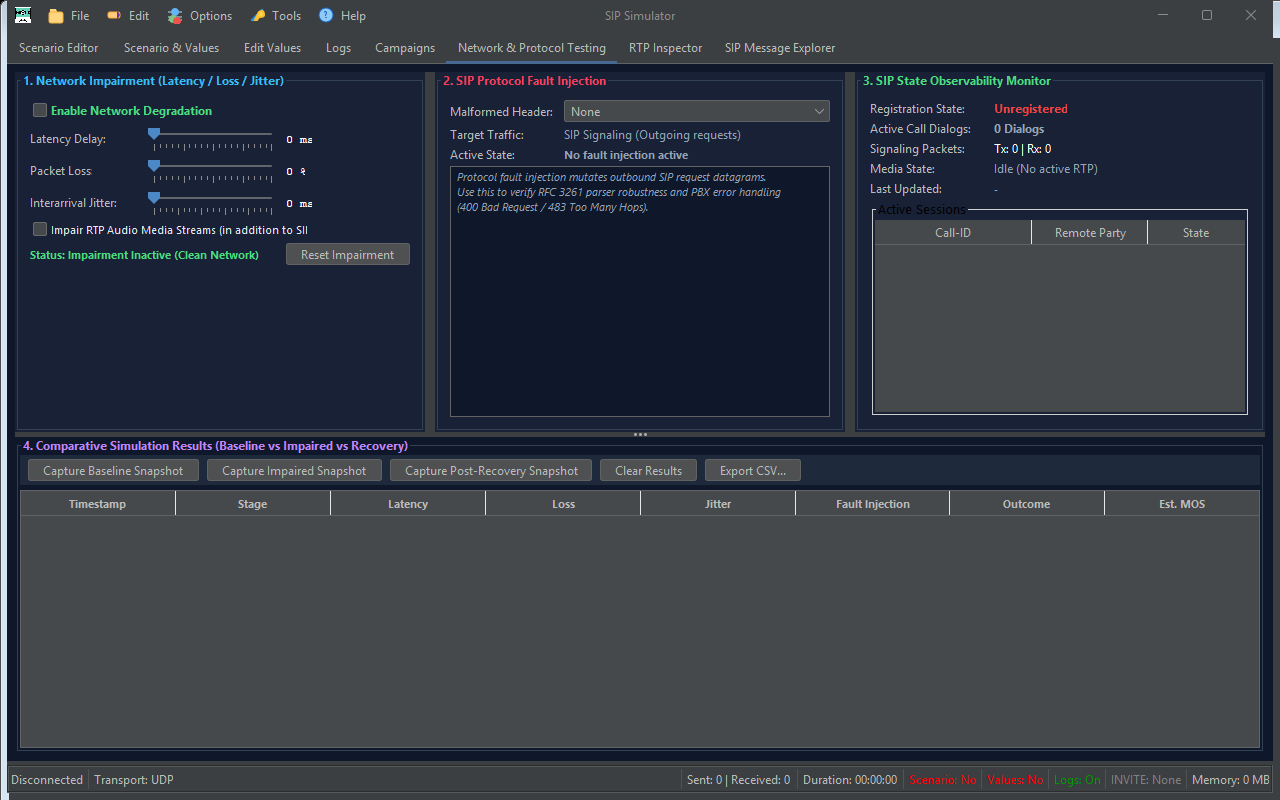 File Edit Options Tools Help SIP Simulator
Scenario Editor Scenario & Values Edit Values Logs Campaigns Network & Protocol Testing RTP Inspector SIP Message Explorer
1. Network Impairment (Latency / Loss / Jitter)
Enable Network Degradation
Latency Delay: 0 ms
Packet Loss: 0 %
Interarrival Jitter: 0 ms
Impair RTP Audio Media Streams (in addition to SII
Status: Impairment Inactive (Clean Network) Reset Impairment
2. SIP Protocol Fault Injection
Malformed Header: None
Target Traffic: SIP Signaling (Outgoing requests)
Active State: No fault injection active
Protocol fault injection mutates outbound SIP request datagrams.
Use this to verify RFC 3261 parser robustness and PBX error handling
(400 Bad Request / 483 Too Many Hops).
3. SIP State Observability Monitor
Registration State: Unregistered
Active Call Dialogs: 0 Dialogs
Signaling Packets: Tx: 0 | Rx: 0
Media State: Idle (No active RTP)
Last Updated: -
Active Sessions
Call-ID Remote Party State
4. Comparative Simulation Results (Baseline vs Impaired vs Recovery)
Capture Baseline Snapshot Capture Impaired Snapshot Capture Post-Recovery Snapshot Clear Results Export CSV...
Timestamp Stage Latency Loss Jitter Fault Injection Outcome Est. MOS
Disconnected Transport: UDP Sent: 0 | Received: 0 Duration: 00:00:00 Scenario: No Values: No Logs: On INVITE: None Memory: 0 MB